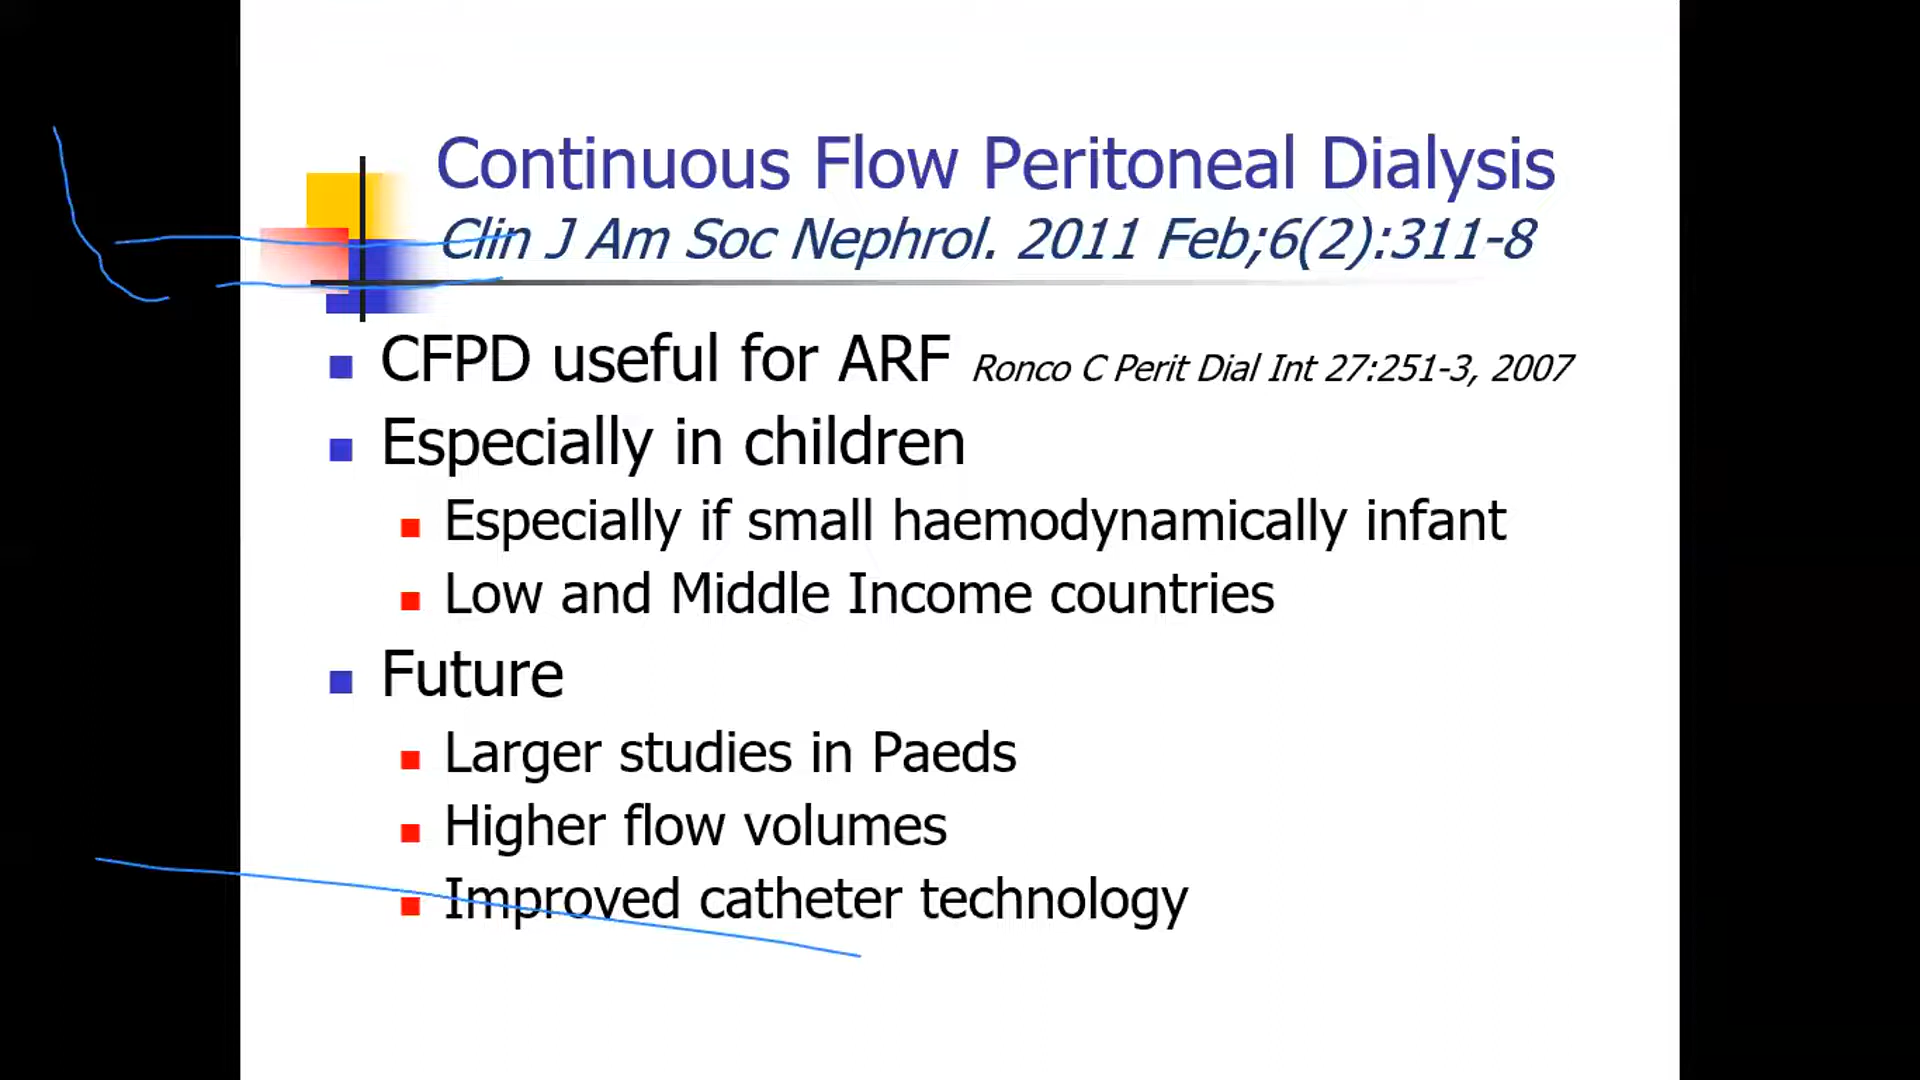 Continuous Flow Peritoneal Dialysis
Clin J Am Soc Nephrol. 2011 Feb;6(2):311-8
CFPD useful for ARF Ronco C Perit Dial Int 27:251-3, 2007
Especially in children
Especially if small haemodynamically infant
Low and Middle Income countries
Future
Larger studies in Paeds
Higher flow volumes
Improved catheter technology